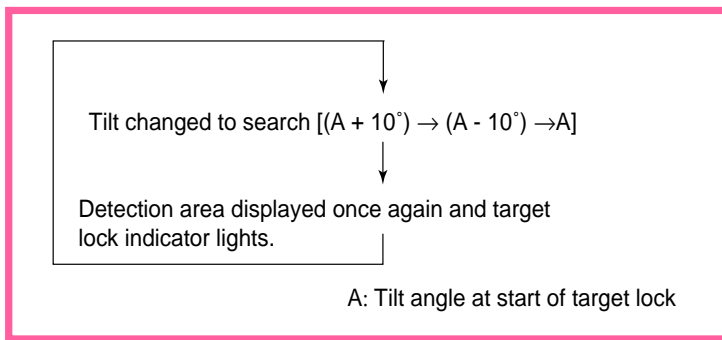 Tilt changed to search [(A + 10°) → (A - 10°) →A]
Detection area displayed once again and target
lock indicator lights.
A: Tilt angle at start of target lock